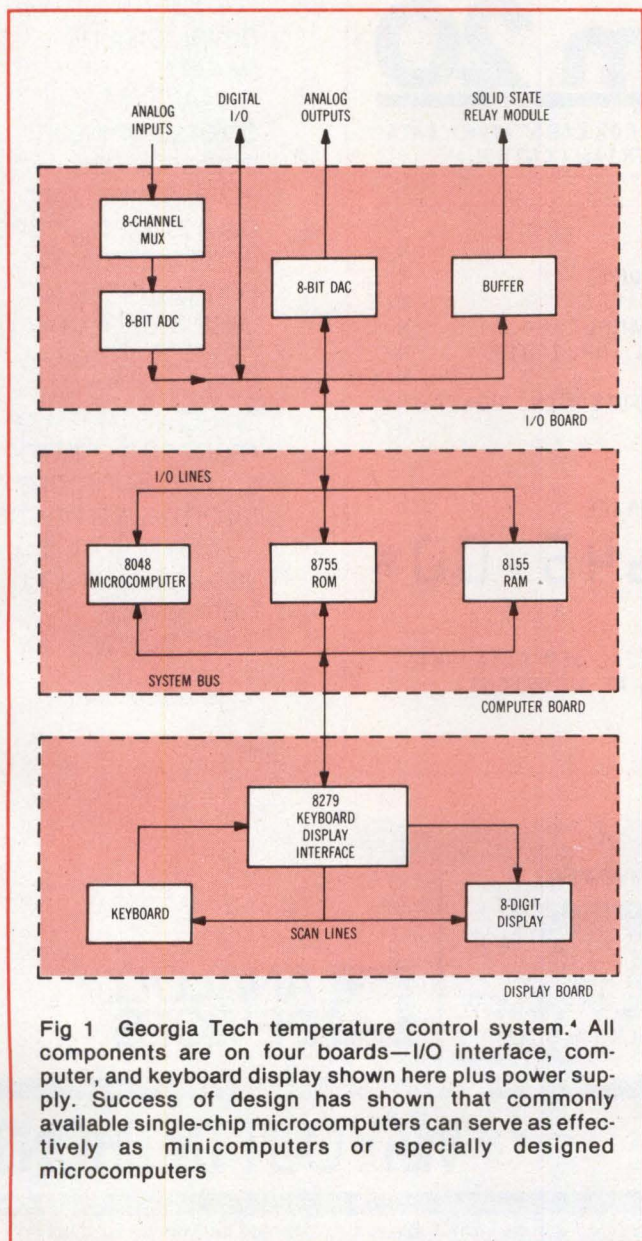 ANALOG
INPUTS
DIGITAL
I/O
ANALOG
OUTPUTS
SOLID STATE
RELAY MODULE
8-CHANNEL
MUX
8-BIT ADC
8-BIT DAC
BUFFER
I/O BOARD
I/O LINES
8048
MICROCOMPUTER
8755
ROM
8155
RAM
SYSTEM BUS
COMPUTER BOARD
8279
KEYBOARD
DISPLAY
INTERFACE
KEYBOARD
8-DIGIT
DISPLAY
SCAN LINES
DISPLAY BOARD
Fig 1 Georgia Tech temperature control system.⁴ All
components are on four boards—I/O interface, com-
puter, and keyboard display shown here plus power sup-
ply. Success of design has shown that commonly
available single-chip microcomputers can serve as effec-
tively as minicomputers or specially designed
microcomputers